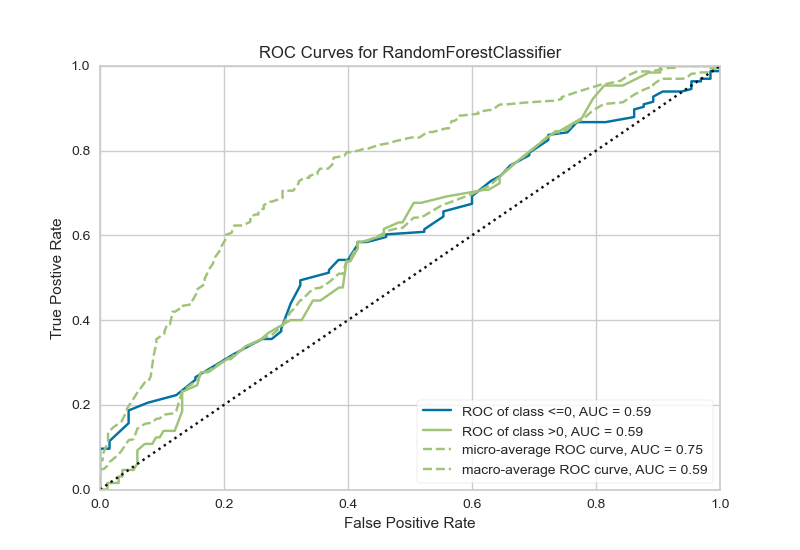 ROC Curves for RandomForestClassifier
True Positive Rate
1.0
0.8
0.6
0.4
0.2
0.0
ROC of class <=0, AUC = 0.59
ROC of class >0, AUC = 0.59
micro-average ROC curve, AUC = 0.75
macro-average ROC curve, AUC = 0.59
0.0 0.2 0.4 0.6 0.8 1.0
False Positive Rate